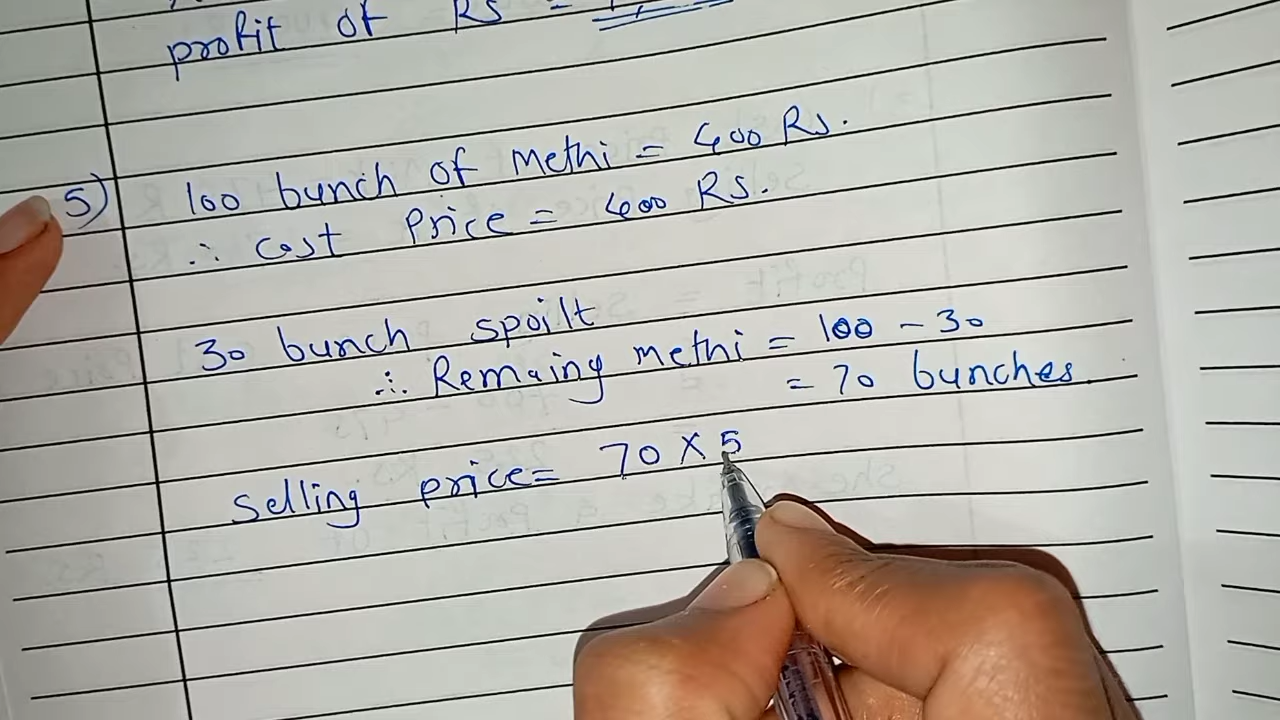 profit of Rs =
5) 100 bunch of methi = 400 Rs.
∴ cost Price = 400 Rs.
30 bunch spoilt
∴ Remaing methi = 100 - 30
= 70 bunches.
Selling price = 70 × 5